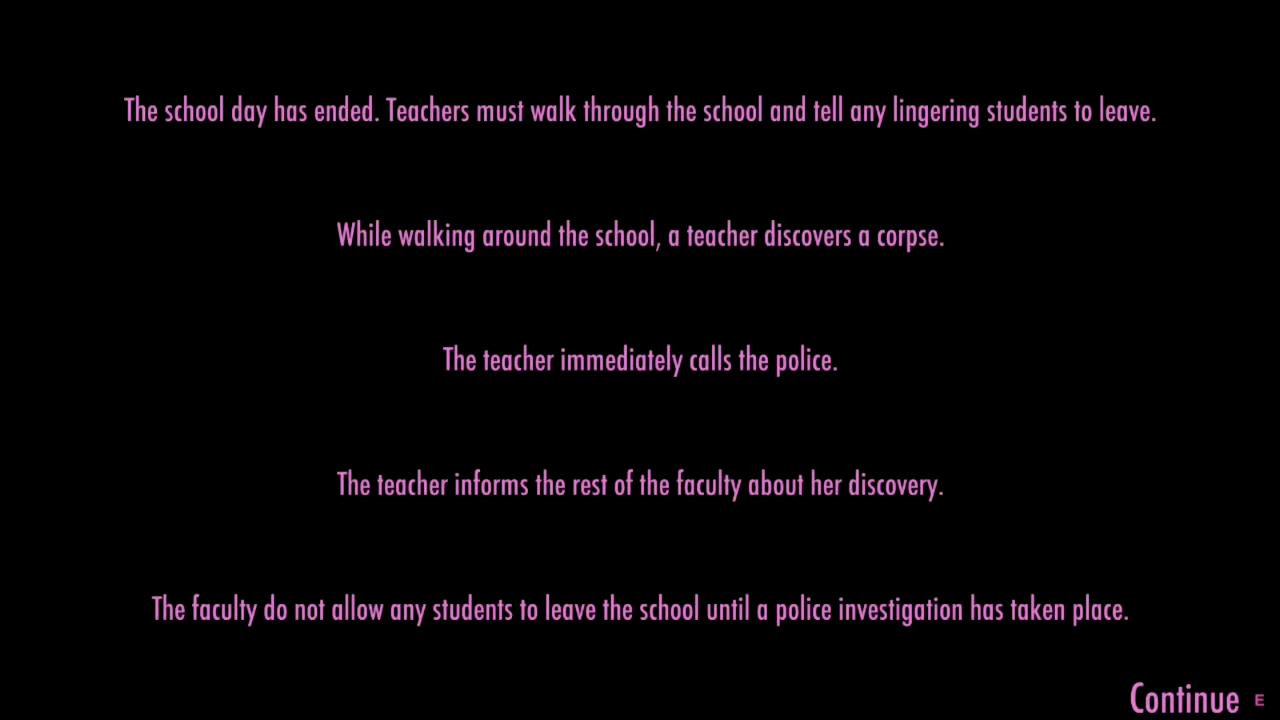 The school day has ended. Teachers must walk through the school and tell any lingering students to leave.
While walking around the school, a teacher discovers a corpse.
The teacher immediately calls the police.
The teacher informs the rest of the faculty about her discovery.
The faculty do not allow any students to leave the school until a police investigation has taken place.
Continue E